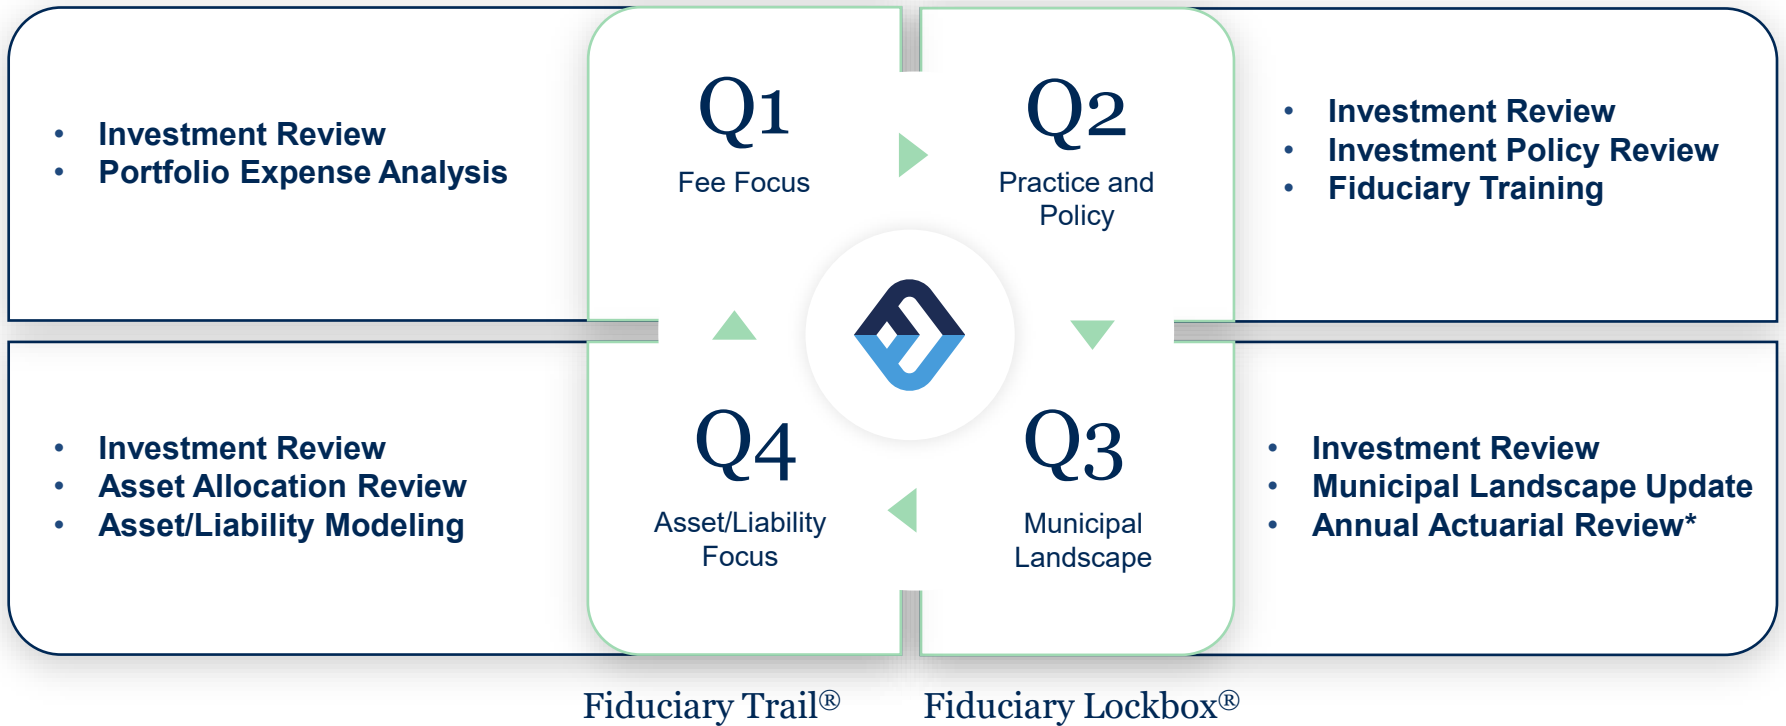 Q1
Fee Focus
• Investment Review
• Portfolio Expense Analysis
Q2
Practice and
Policy
• Investment Review
• Investment Policy Review
• Fiduciary Training
Q3
Municipal
Landscape
• Investment Review
• Municipal Landscape Update
• Annual Actuarial Review*
Q4
Asset/Liability
Focus
• Investment Review
• Asset Allocation Review
• Asset/Liability Modeling
Fiduciary Trail®
Fiduciary Lockbox®